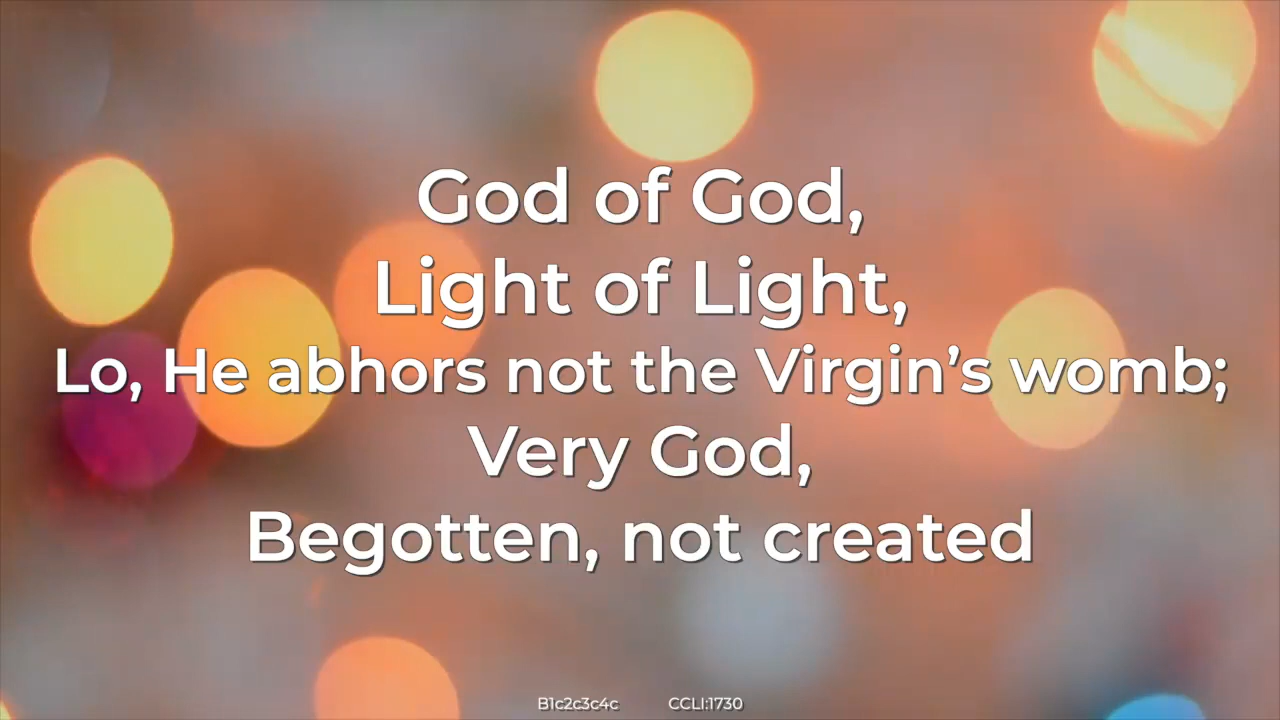 God of God,
Light of Light,
Lo, He abhors not the Virgin’s womb;
Very God,
Begotten, not created
B1c2c3c4c CCLI:1730